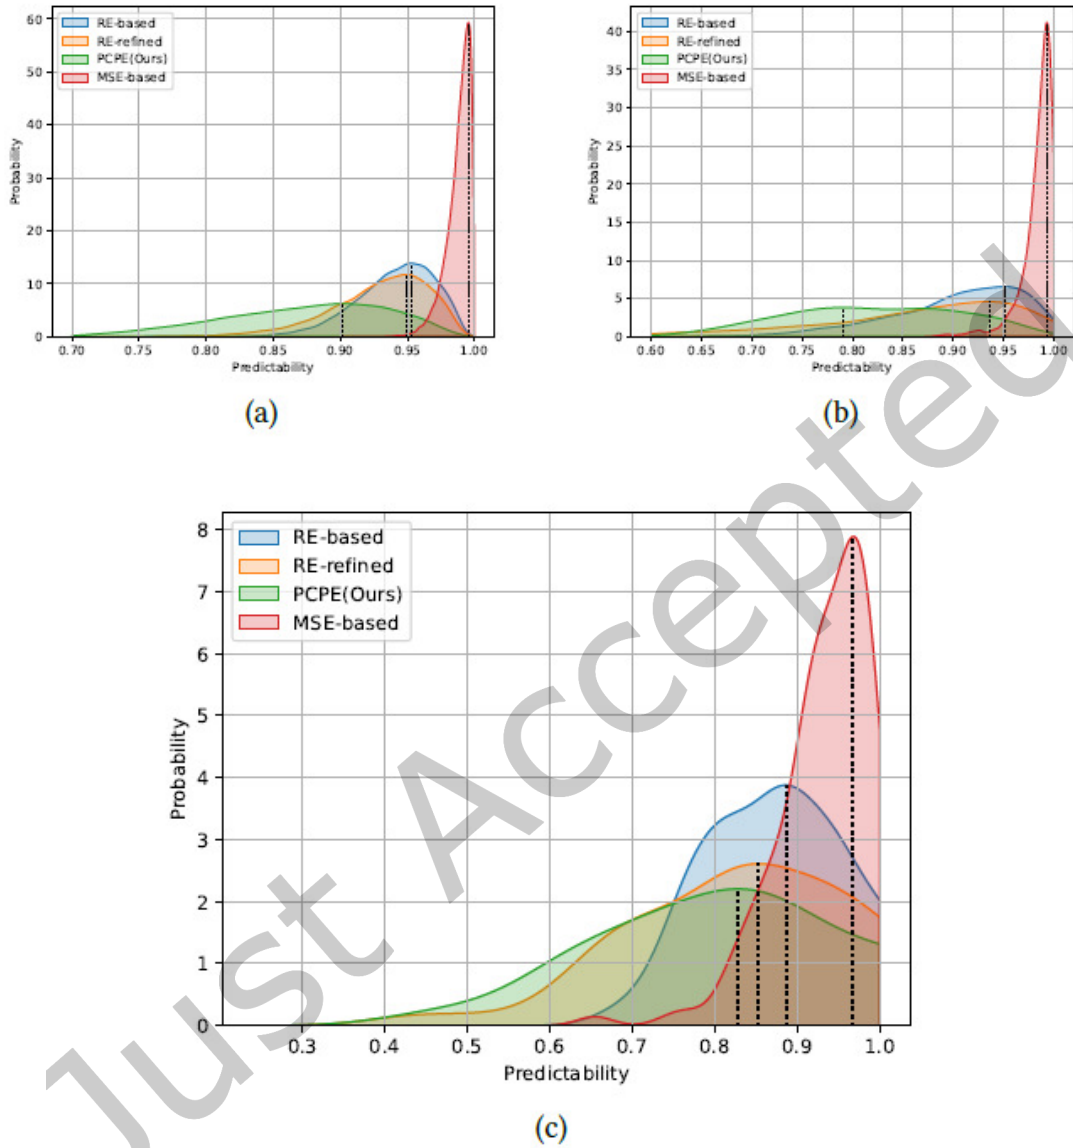 60
50
40
30
20
10
0
Probability
RE-based
RE-refined
PCPE(Ours)
MSE-based
0.70 0.75 0.80 0.85 0.90 0.95 1.00
Predictability
(a)
40
35
30
25
20
15
10
5
0
Probability
RE-based
RE-refined
PCPE(Ours)
MSE-based
0.60 0.65 0.70 0.75 0.80 0.85 0.90 0.95 1.00
Predictability
(b)
8
7
6
5
4
3
2
1
0
Probability
RE-based
RE-refined
PCPE(Ours)
MSE-based
0.3 0.4 0.5 0.6 0.7 0.8 0.9 1.0
Predictability
(c)
Just Accepted